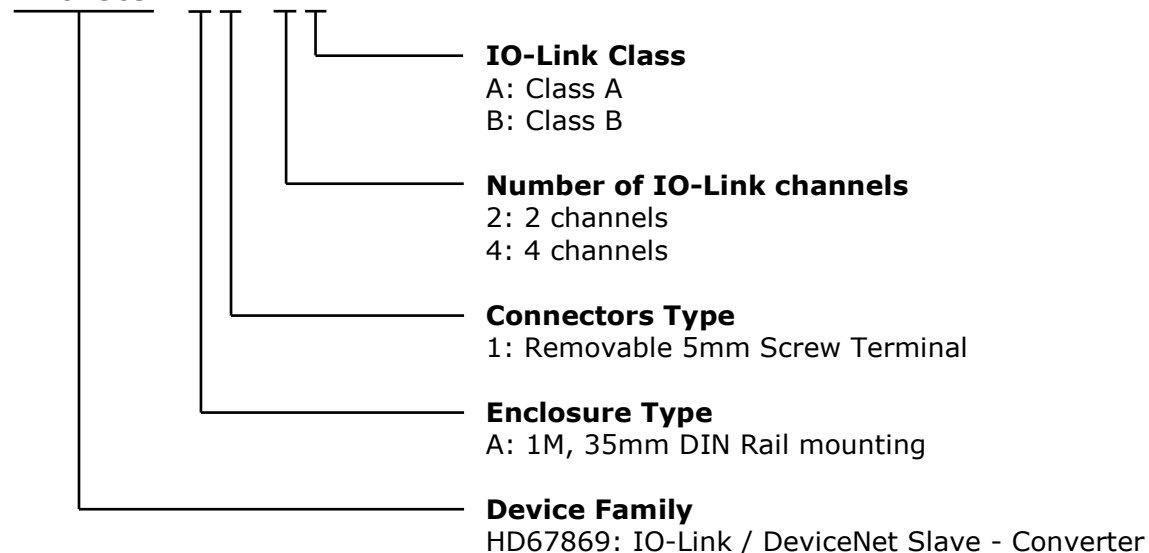 IO-Link Class
A: Class A
B: Class B
Number of IO-Link channels
2: 2 channels
4: 4 channels
Connectors Type
1: Removable 5mm Screw Terminal
Enclosure Type
A: 1M, 35mm DIN Rail mounting
Device Family
HD67869: IO-Link / DeviceNet Slave - Converter